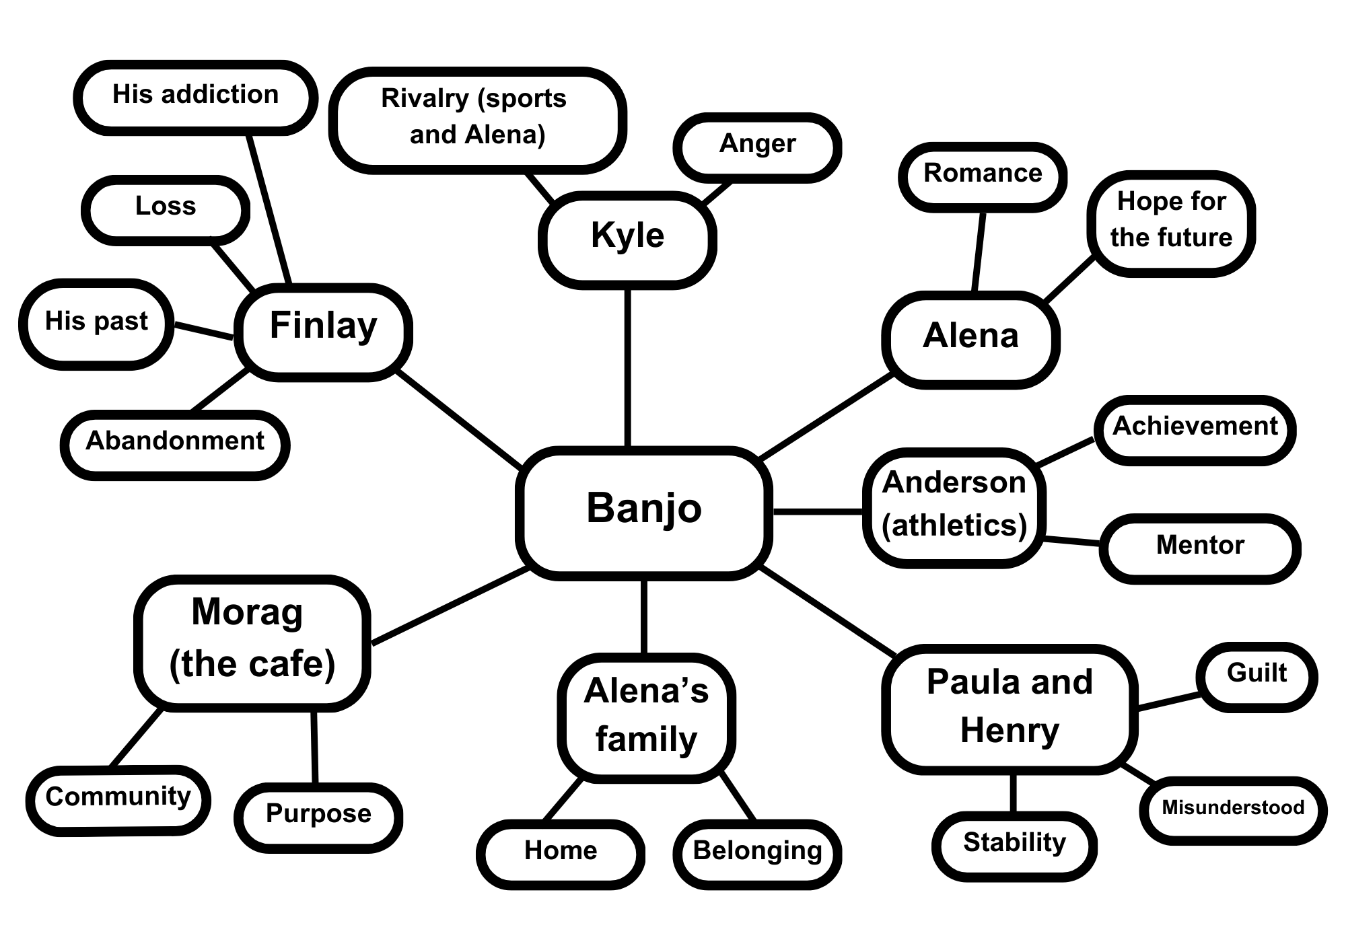 His addiction
Rivalry (sports
and Alena)
Anger
Romance
Hope for
the future
Loss
Kyle
His past
Finlay
Alena
Abandonment
Achievement
Banjo
Anderson
(athletics)
Mentor
Morag
(the cafe)
Alena’s
family
Paula and
Henry
Guilt
Community
Purpose
Home
Belonging
Stability
Misunderstood